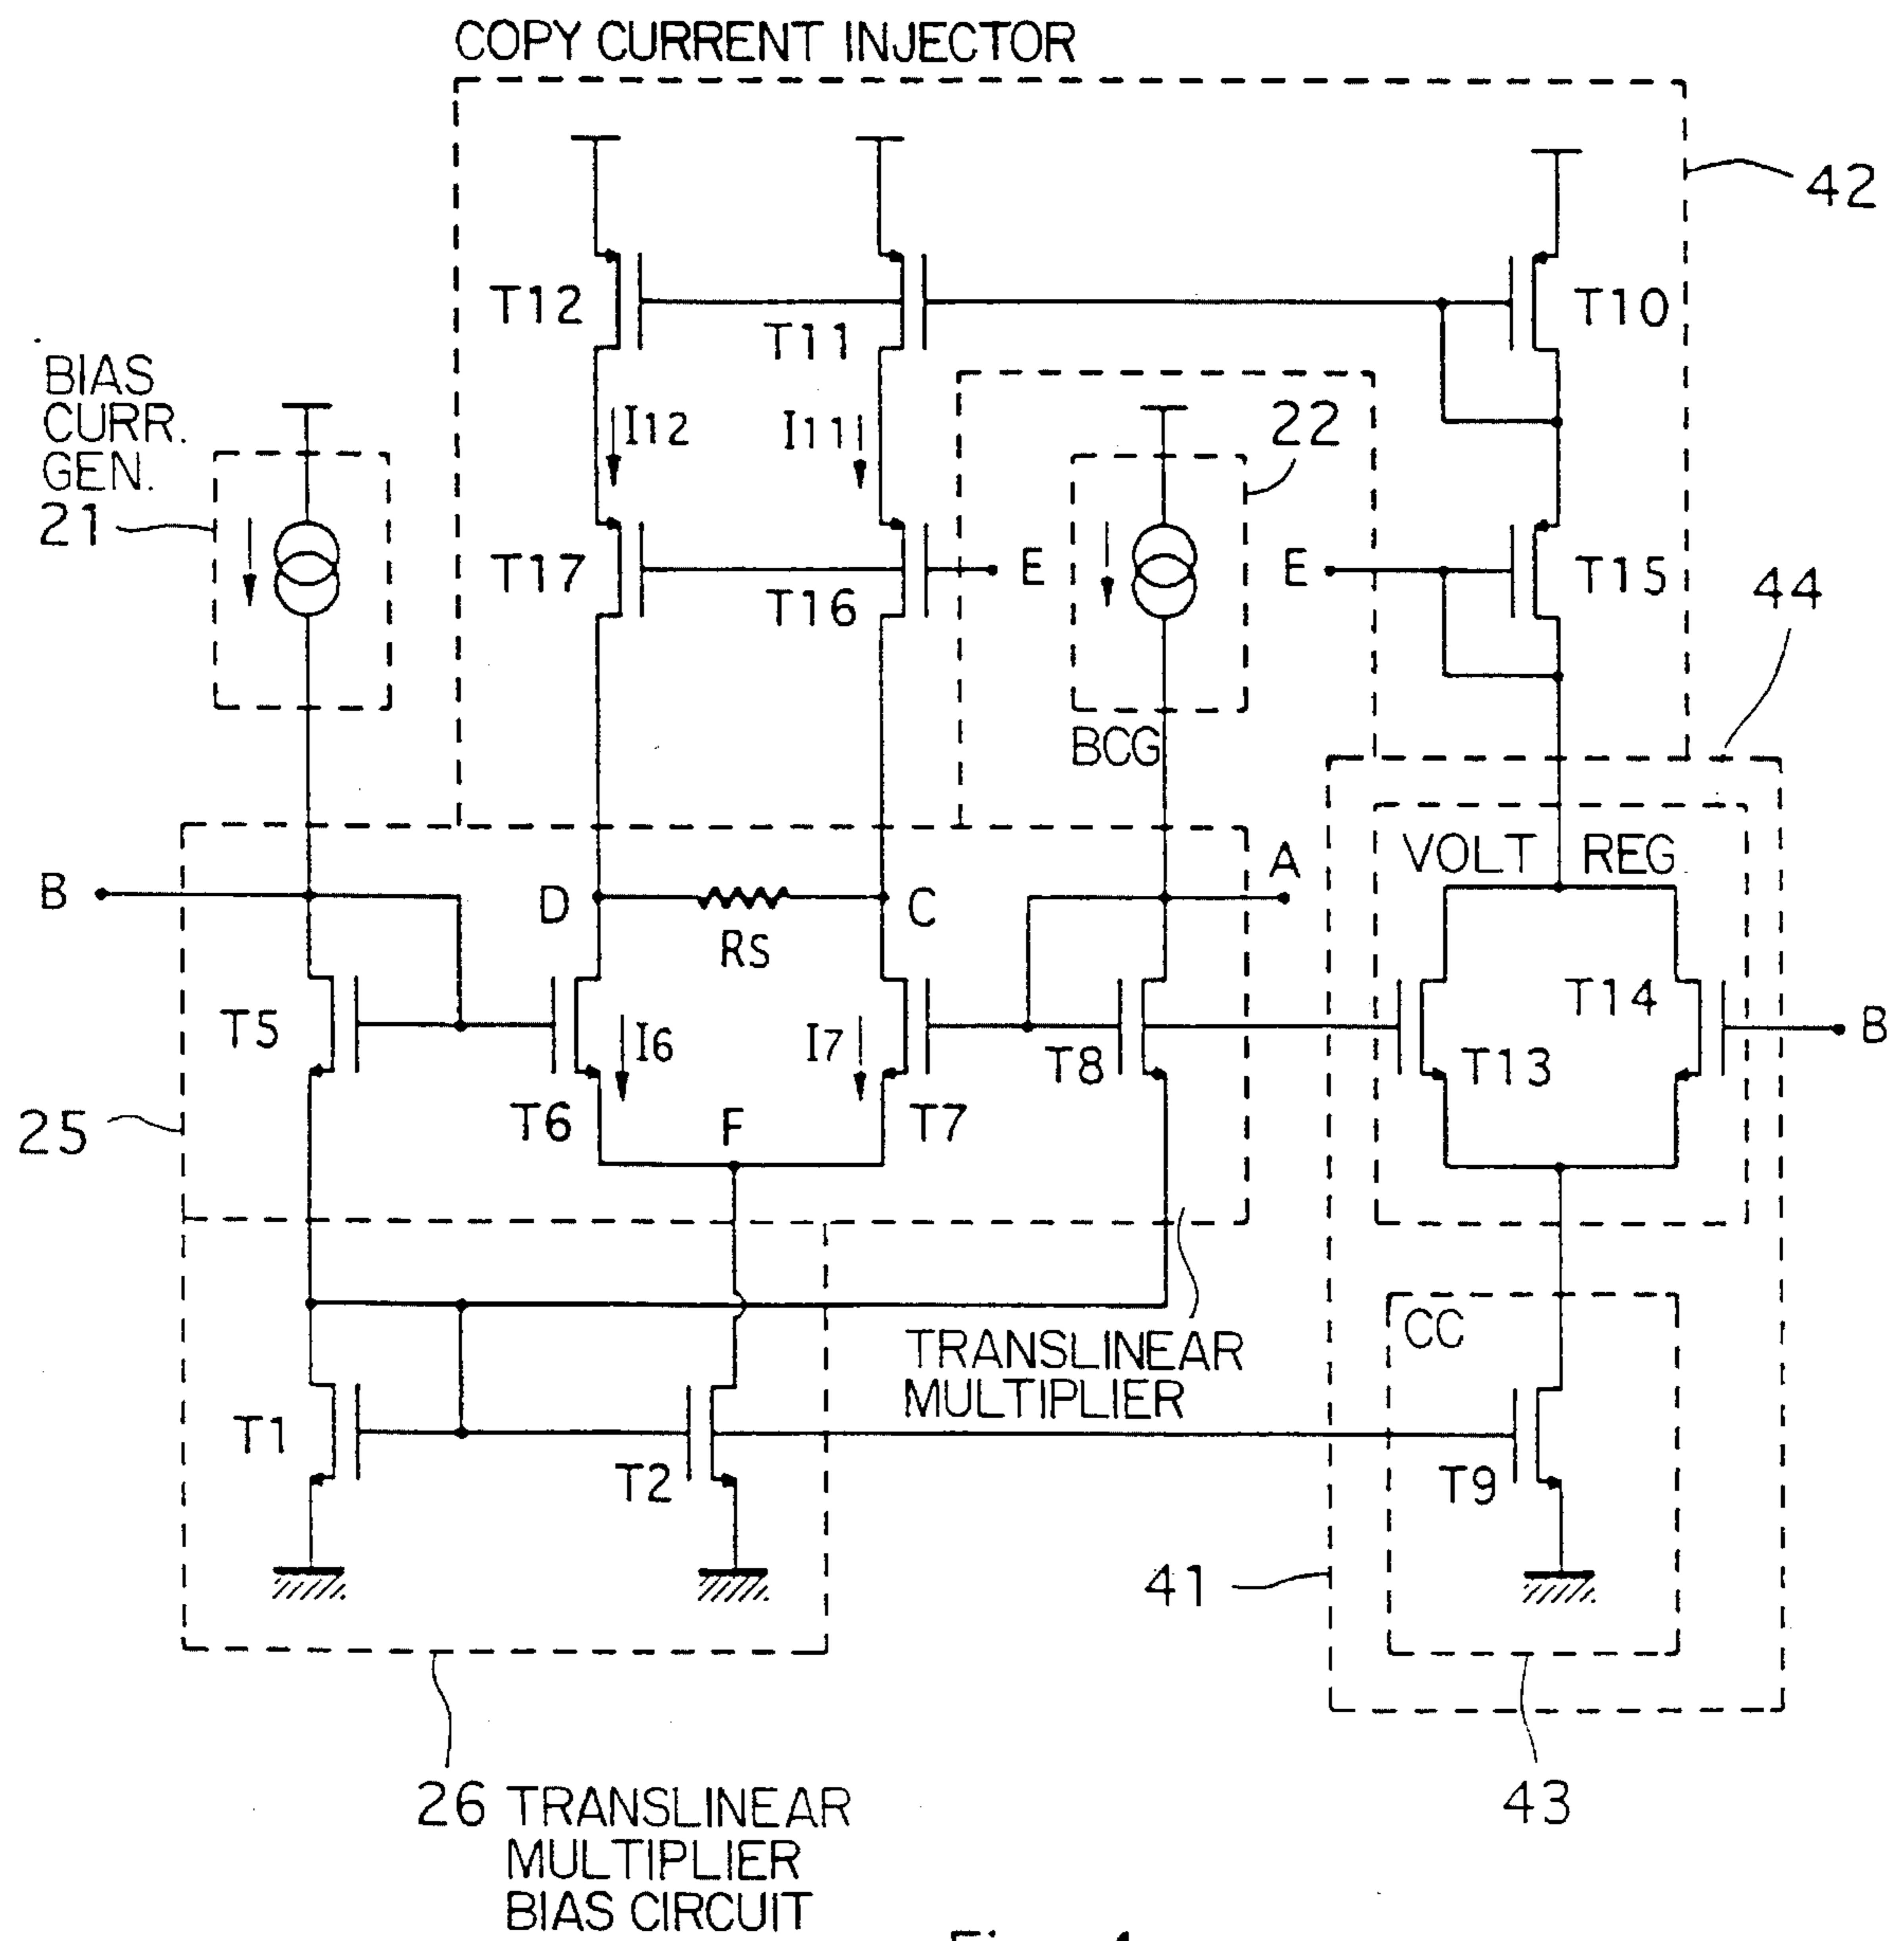 COPY CURRENT INJECTOR
42
T12
T11
T10
BIAS
CURR.
GEN.
21
I12
I11
22
T17
T16
E
E
T15
44
BCG
VOLT REG
B
D
C
A
RS
T5
I6
I7
T8
T14
T13
B
25
T6
F
T7
TRANSLINEAR
MULTIPLIER
CC
T1
T2
T9
41
26 TRANSLINEAR
MULTIPLIER
BIAS CIRCUIT
43